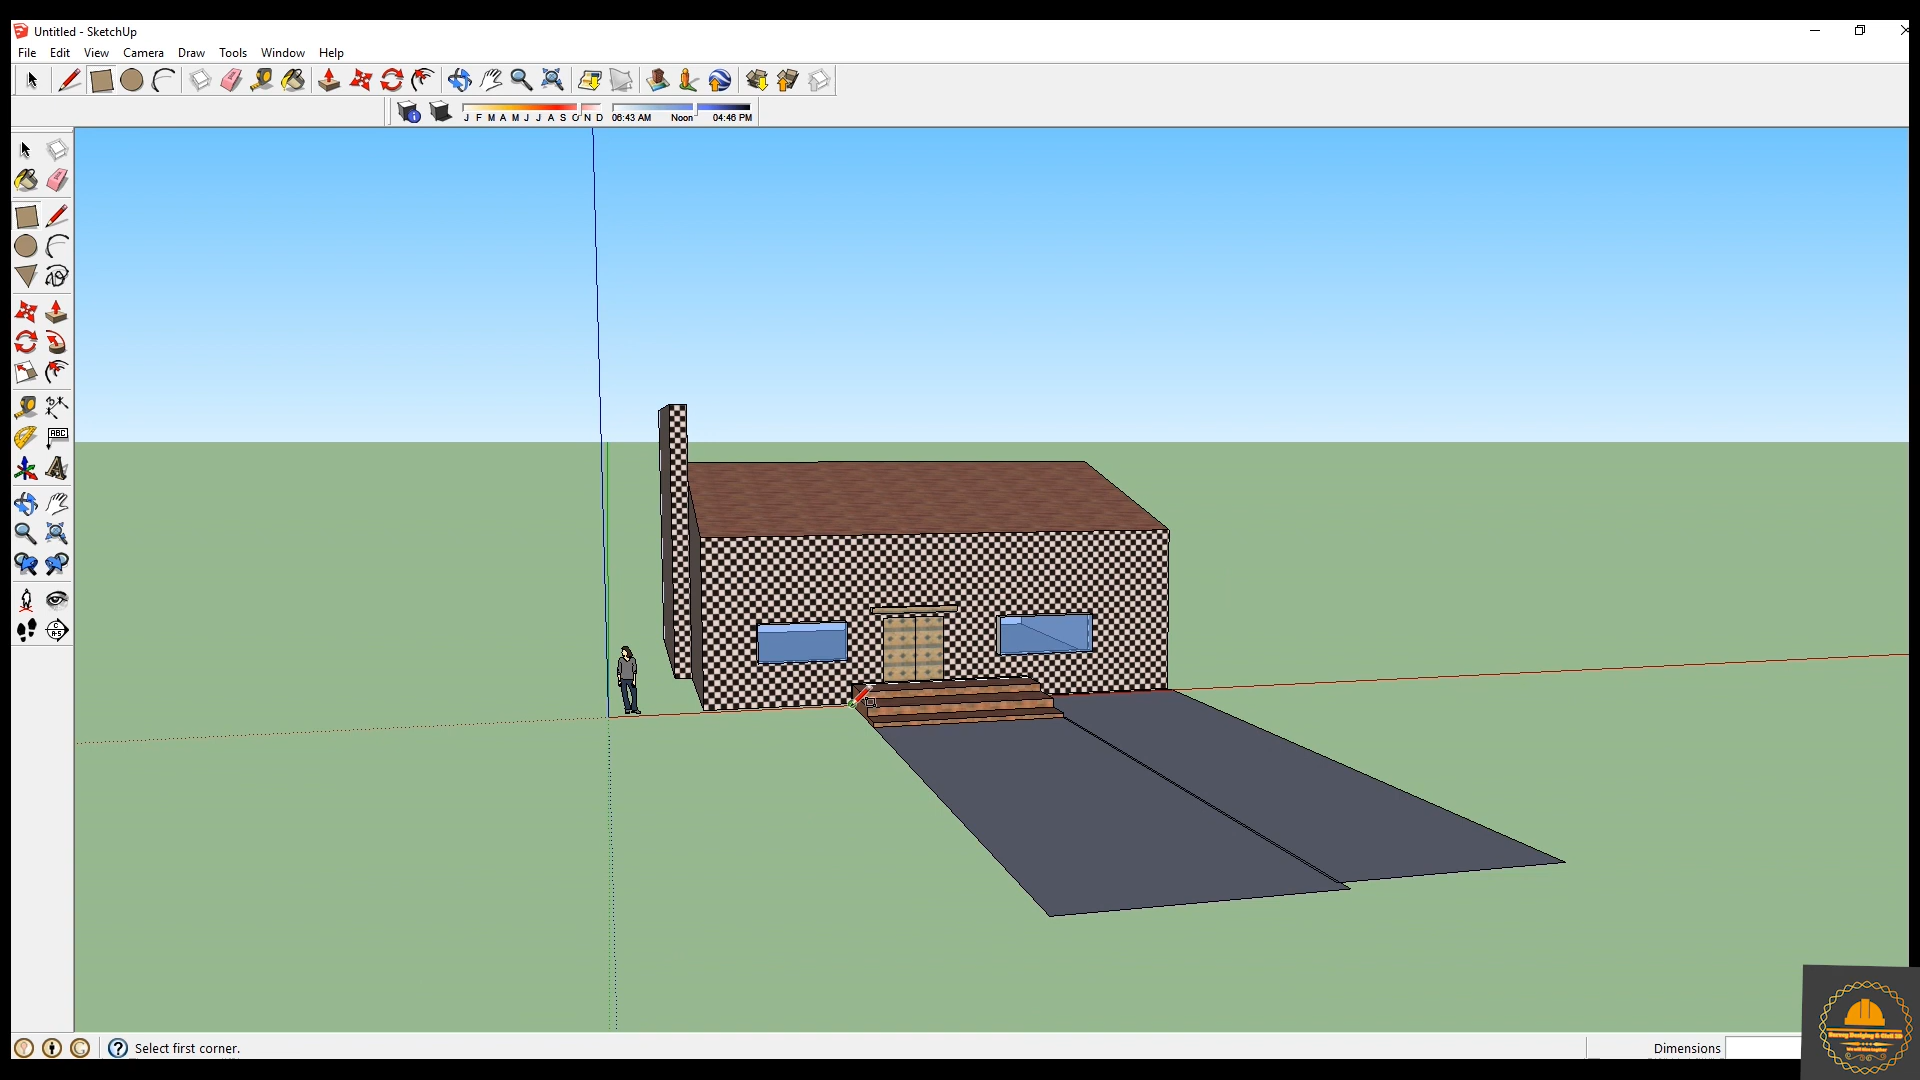 Untitled - SketchUp
File Edit View Camera Draw Tools Window Help
J F M A M J J A S O N D 06:43 AM Noon 04:46 PM
ABC
Select first corner.
Dimensions